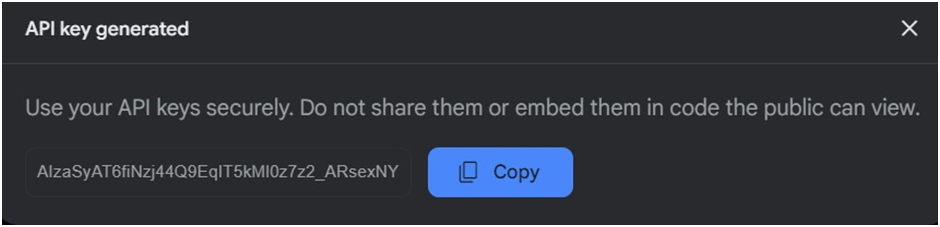 API key generated
Use your API keys securely. Do not share them or embed them in code the public can view.
Copy